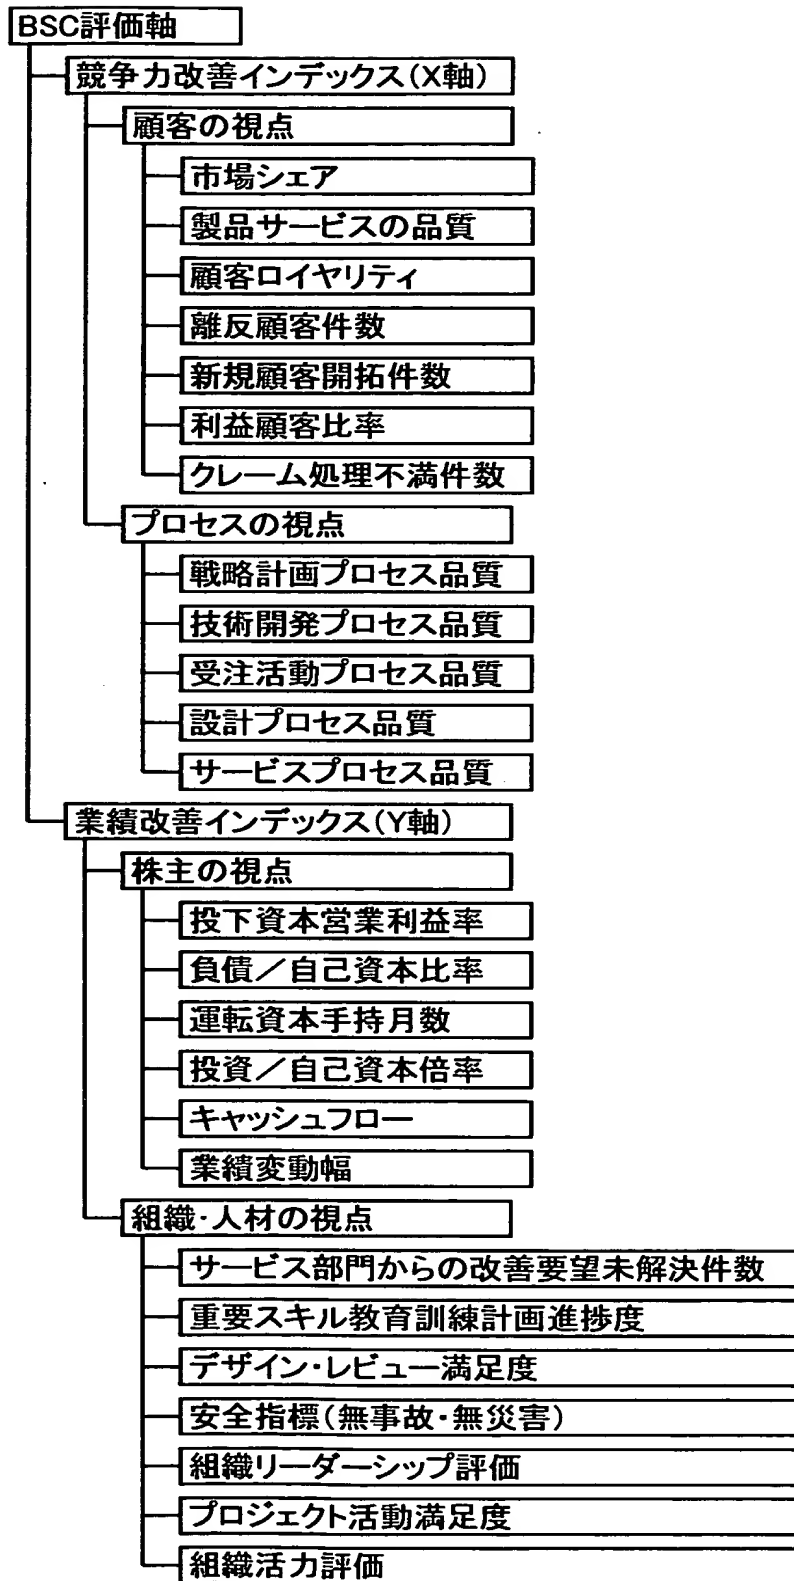 BSC評価軸
競争力改善インデックス(X軸)
顧客の視点
市場シェア
製品サービスの品質
顧客ロイヤリティ
離反顧客件数
新規顧客開拓件数
利益顧客比率
クレーム処理不満件数
プロセスの視点
戦略計画プロセス品質
技術開発プロセス品質
受注活動プロセス品質
設計プロセス品質
サービスプロセス品質
業績改善インデックス(Y軸)
株主の視点
投下資本営業利益率
負債／自己資本比率
運転資本手持月数
投資／自己資本倍率
キャッシュフロー
業績変動幅
組織・人材の視点
サービス部門からの改善要望未解決件数
重要スキル教育訓練計画進捗度
デザイン・レビュー満足度
安全指標(無事故・無災害)
組織リーダーシップ評価
プロジェクト活動満足度
組織活力評価